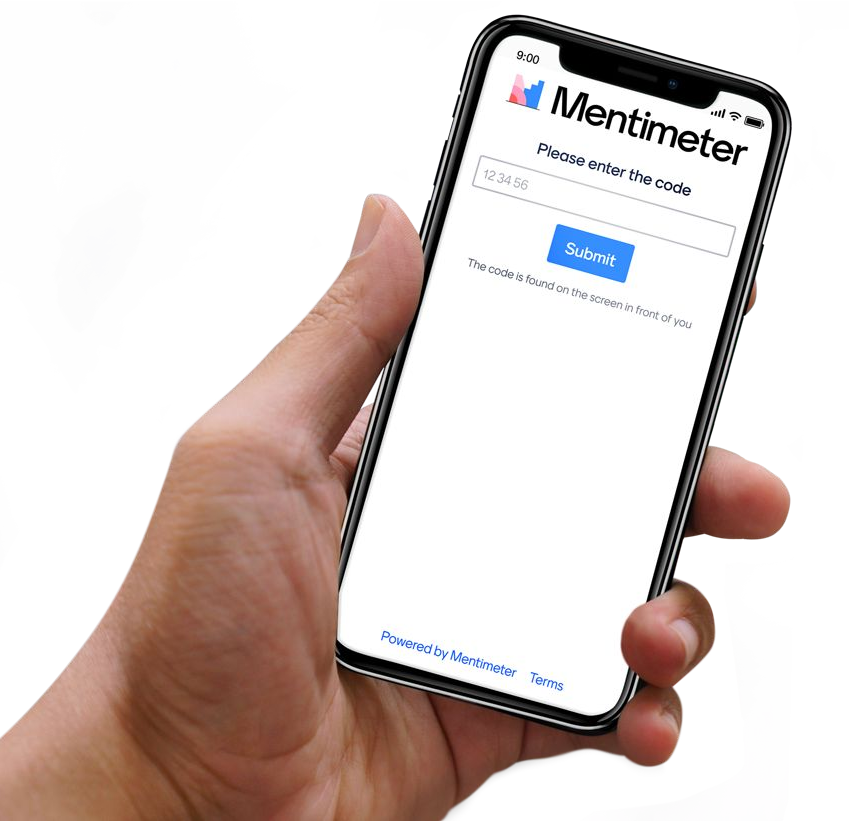 9:00
Mentimeter
Please enter the code
12 34 56
Submit
The code is found on the screen in front of you
Powered by Mentimeter Terms